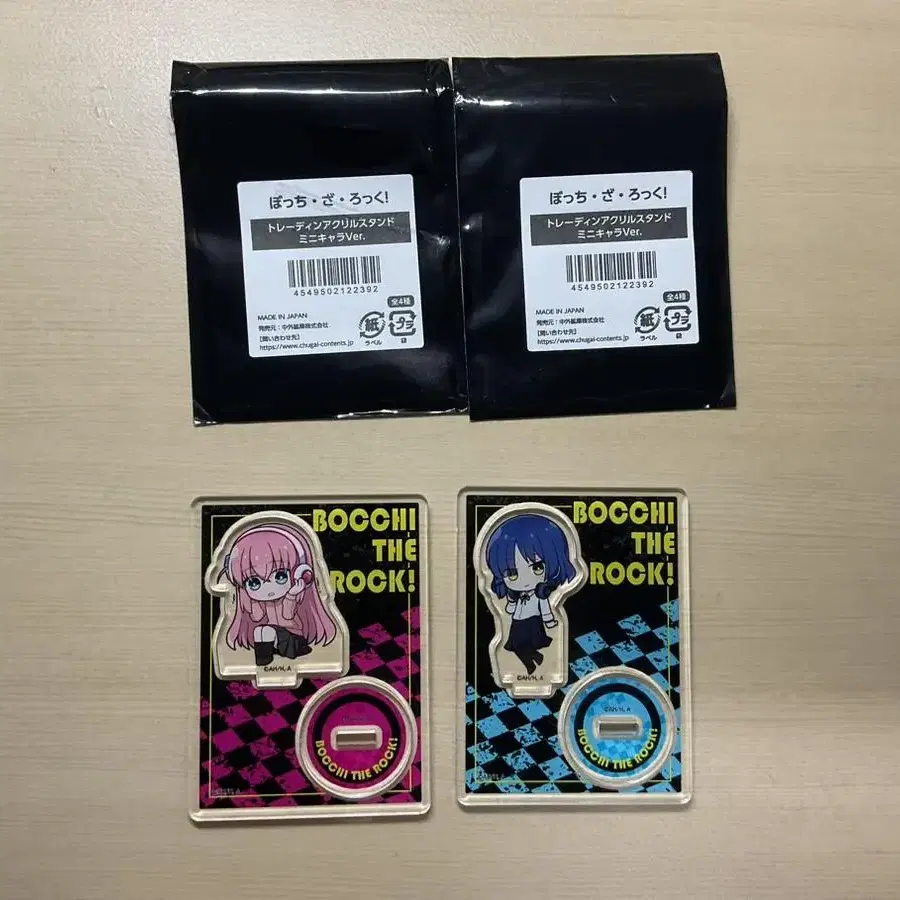 ぼっち・ざ・ろっく!
トレーディンアクリルスタンド
ミニキャラVer.
4549502122392
全4種
MADE IN JAPAN
発売元:中外鉱業株式会社
【問い合わせ先】
https://www.chugai-contents.jp
紙
ラベル
プラ
袋
ぼっち・ざ・ろっく!
トレーディンアクリルスタンド
ミニキャラVer.
4549502122392
全4種
MADE IN JAPAN
発売元:中外鉱業株式会社
【問い合わせ先】
https://www.chugai-contents.jp
紙
ラベル
プラ
袋
BOCCHI
THE
ROCK!
©AH/H, A
BOCCHI THE ROCK!
BOCCHI
THE
ROCK!
©AH/H, A
BOCCHI THE ROCK!